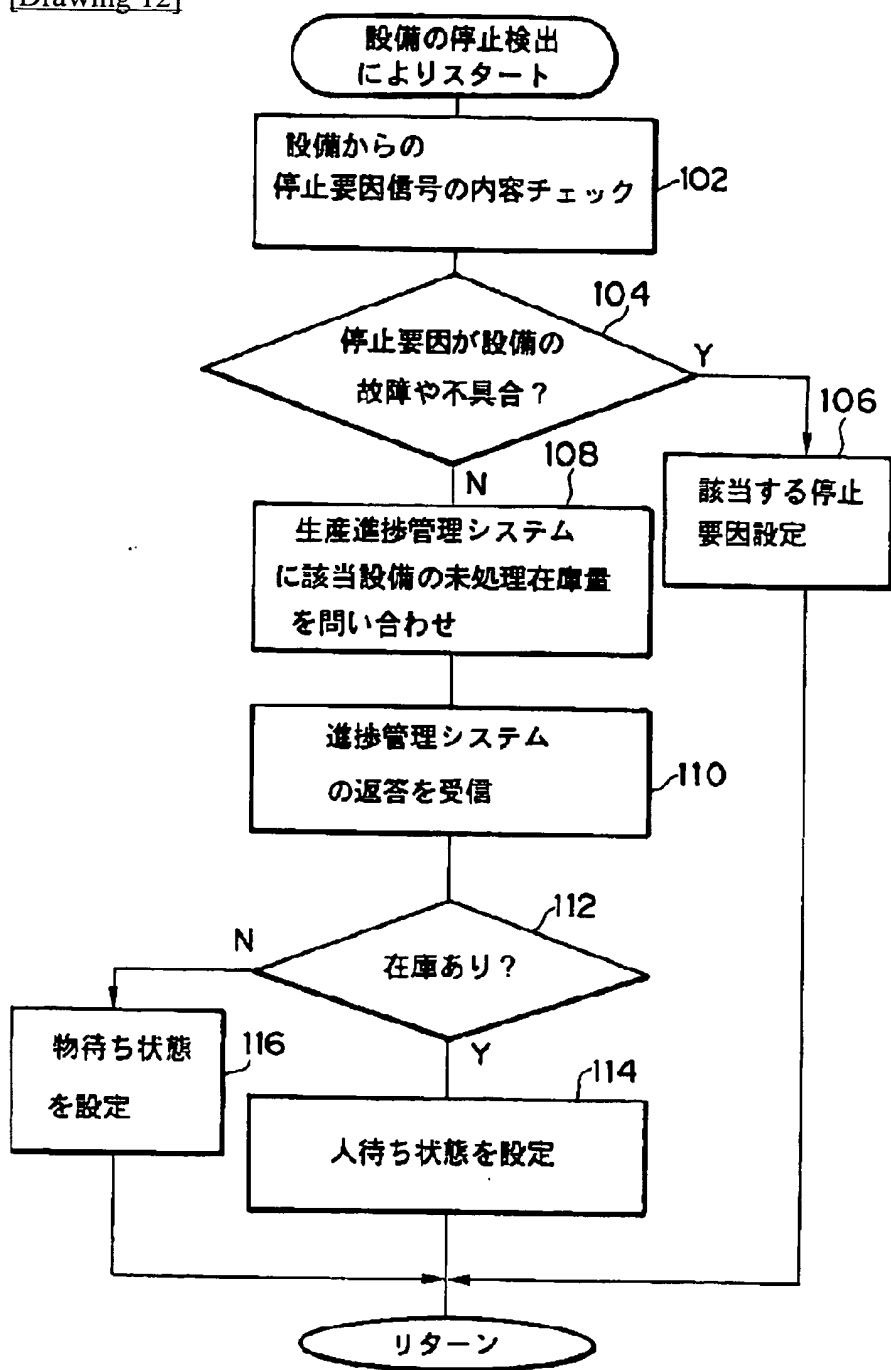 [Drawing 12]
設備の停止検出
によりスタート
設備からの
停止要因信号の内容チェック
102
104
停止要因が設備の
故障や不具合？
Y
106
該当する停止
要因設定
N
108
生産進捗管理システム
に該当設備の未処理在庫量
を問い合わせ
進捗管理システム
の返答を受信
110
112
N
在庫あり？
物待ち状態
を設定
116
Y
114
人待ち状態を設定
リターン